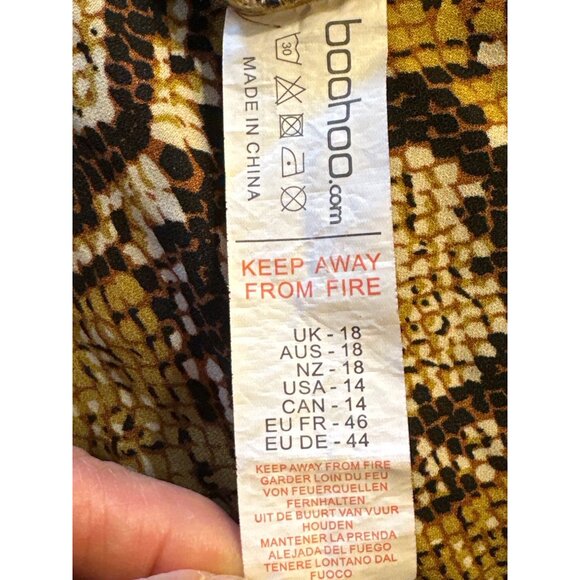 boohoo.com
30
MADE IN CHINA
KEEP AWAY
FROM FIRE
UK - 18
AUS - 18
NZ - 18
USA - 14
CAN - 14
EU FR - 46
EU DE - 44
KEEP AWAY FROM FIRE
GARDER LOIN DU FEU
VON FEUERQUELLEN
FERNHALTEN
UIT DE BUURT VAN VUUR
HOUDEN
MANTENER LA PRENDA
ALEJADA DEL FUEGO
TENERE LONTANO DAL
FUOCO